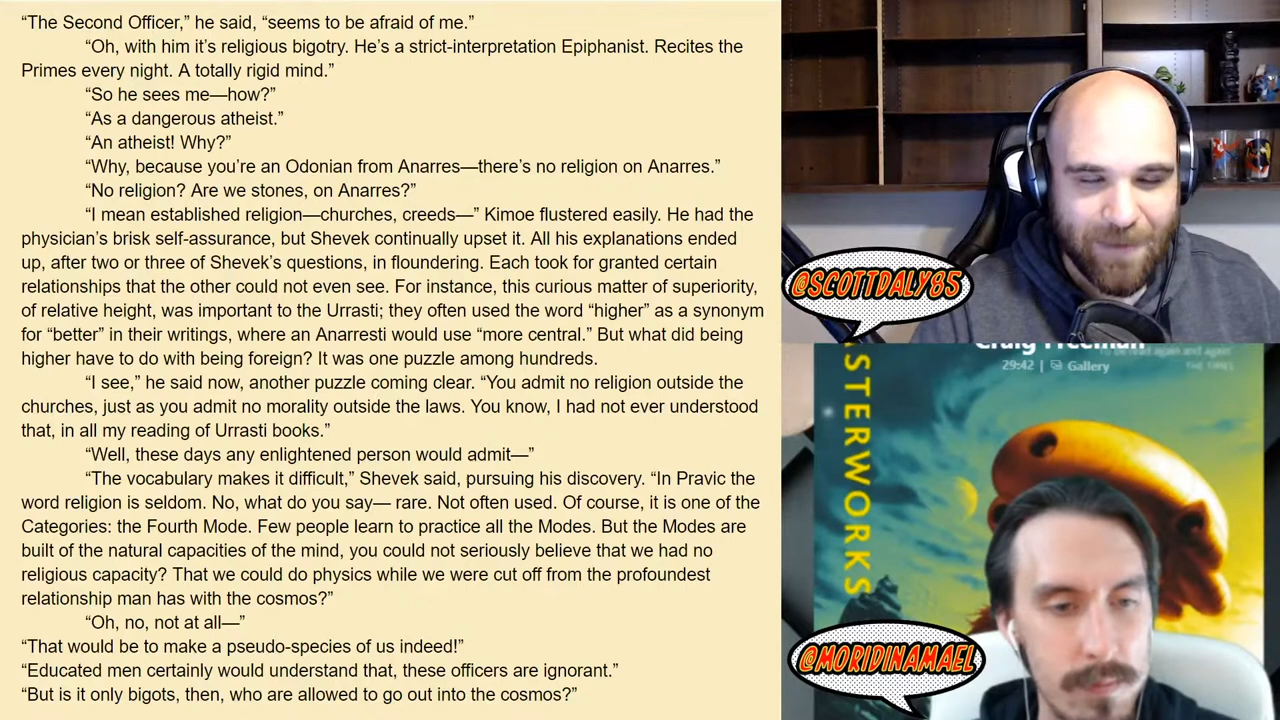 “The Second Officer,” he said, “seems to be afraid of me.”
“Oh, with him it’s religious bigotry. He’s a strict-interpretation Epiphanist. Recites the
Primes every night. A totally rigid mind.”
“So he sees me—how?”
“As a dangerous atheist.”
“An atheist! Why?”
“Why, because you’re an Odonian from Anarres—there’s no religion on Anarres.”
“No religion? Are we stones, on Anarres?”
“I mean established religion—churches, creeds—” Kimoe flustered easily. He had the
physician’s brisk self-assurance, but Shevek continually upset it. All his explanations ended
up, after two or three of Shevek’s questions, in floundering. Each took for granted certain
relationships that the other could not even see. For instance, this curious matter of superiority,
of relative height, was important to the Urrasti; they often used the word “higher” as a synonym
for “better” in their writings, where an Anarresti would use “more central.” But what did being
higher have to do with being foreign? It was one puzzle among hundreds.
“I see,” he said now, another puzzle coming clear. “You admit no religion outside the
churches, just as you admit no morality outside the laws. You know, I had not ever understood
that, in all my reading of Urrasti books.”
“Well, these days any enlightened person would admit—”
“The vocabulary makes it difficult,” Shevek said, pursuing his discovery. “In Pravic the
word religion is seldom. No, what do you say— rare. Not often used. Of course, it is one of the
Categories: the Fourth Mode. Few people learn to practice all the Modes. But the Modes are
built of the natural capacities of the mind, you could not seriously believe that we had no
religious capacity? That we could do physics while we were cut off from the profoundest
relationship man has with the cosmos?”
“Oh, no, not at all—”
“That would be to make a pseudo-species of us indeed!”
“Educated men certainly would understand that, these officers are ignorant.”
“But is it only bigots, then, who are allowed to go out into the cosmos?”
@SCOTTDALY85
Craig Freeman
29:42 | Gallery
STERWORKS
@MORIDINAMAEL